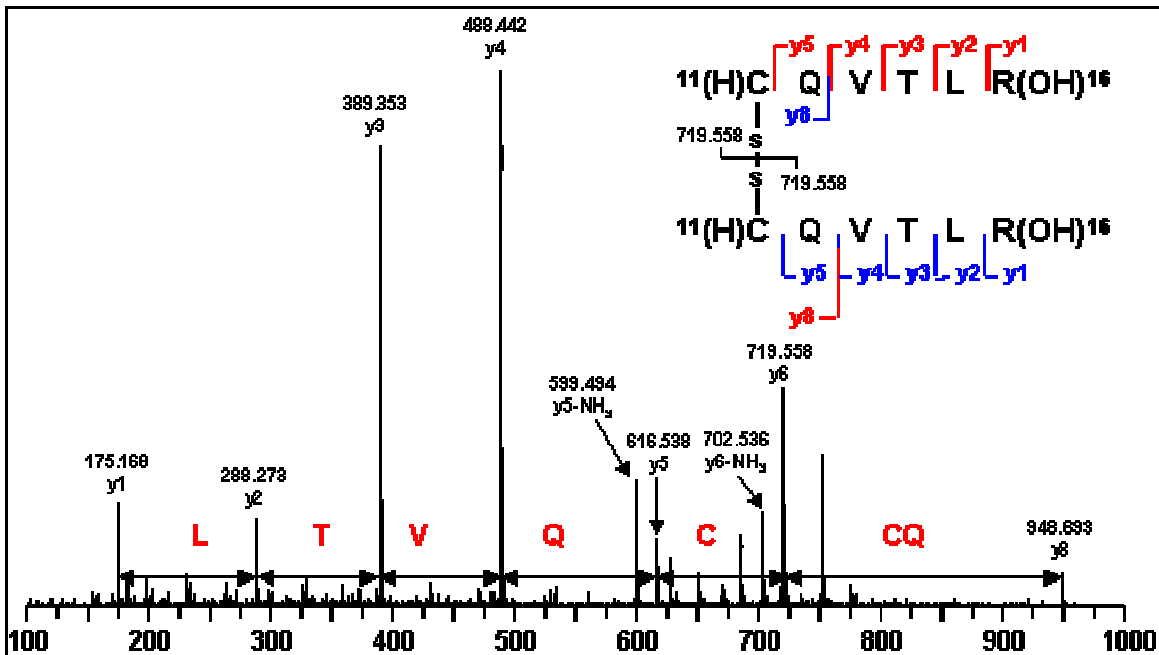 488.442
y4
389.353
y3
y5 y4 y3 y2 y1
11(H)C Q V T L R(OH)16
y8
719.558
S
S
719.558
11(H)C Q V T L R(OH)16
y5 y4 y3 y2 y1
y8
719.558
y6
599.494
y5-NH3
616.538
y5
702.536
y6-NH3
175.168
y1
288.273
y2
948.693
y8
L T V Q C CQ
100 200 300 400 500 600 700 800 900 1000